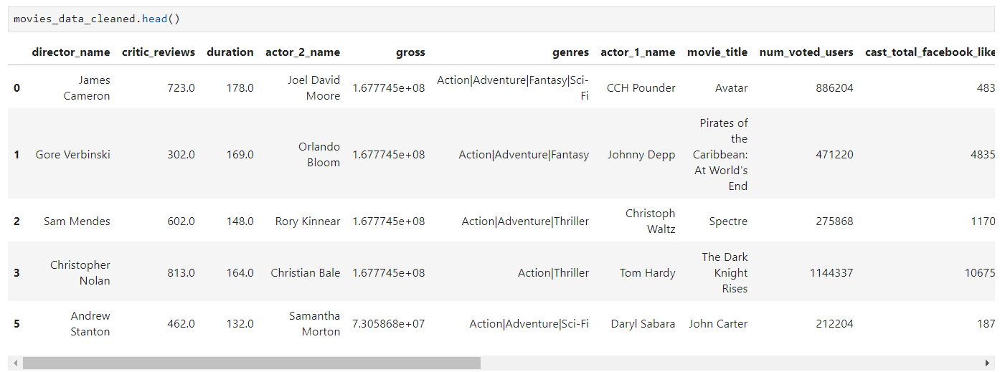 movies_data_cleaned.head()
director_name critic_reviews duration actor_2_name gross genres actor_1_name movie_title num_voted_users cast_total_facebook_like
0 James Cameron 723.0 178.0 Joel David Moore 1.677745e+08 Action|Adventure|Fantasy|Sci-Fi CCH Pounder Avatar 886204 483
1 Gore Verbinski 302.0 169.0 Orlando Bloom 1.677745e+08 Action|Adventure|Fantasy Johnny Depp Pirates of the Caribbean: At World's End 471220 4835
2 Sam Mendes 602.0 148.0 Rory Kinnear 1.677745e+08 Action|Adventure|Thriller Christoph Waltz Spectre 275868 1170
3 Christopher Nolan 813.0 164.0 Christian Bale 1.677745e+08 Action|Thriller Tom Hardy The Dark Knight Rises 1144337 10675
5 Andrew Stanton 462.0 132.0 Samantha Morton 7.305868e+07 Action|Adventure|Sci-Fi Daryl Sabara John Carter 212204 187